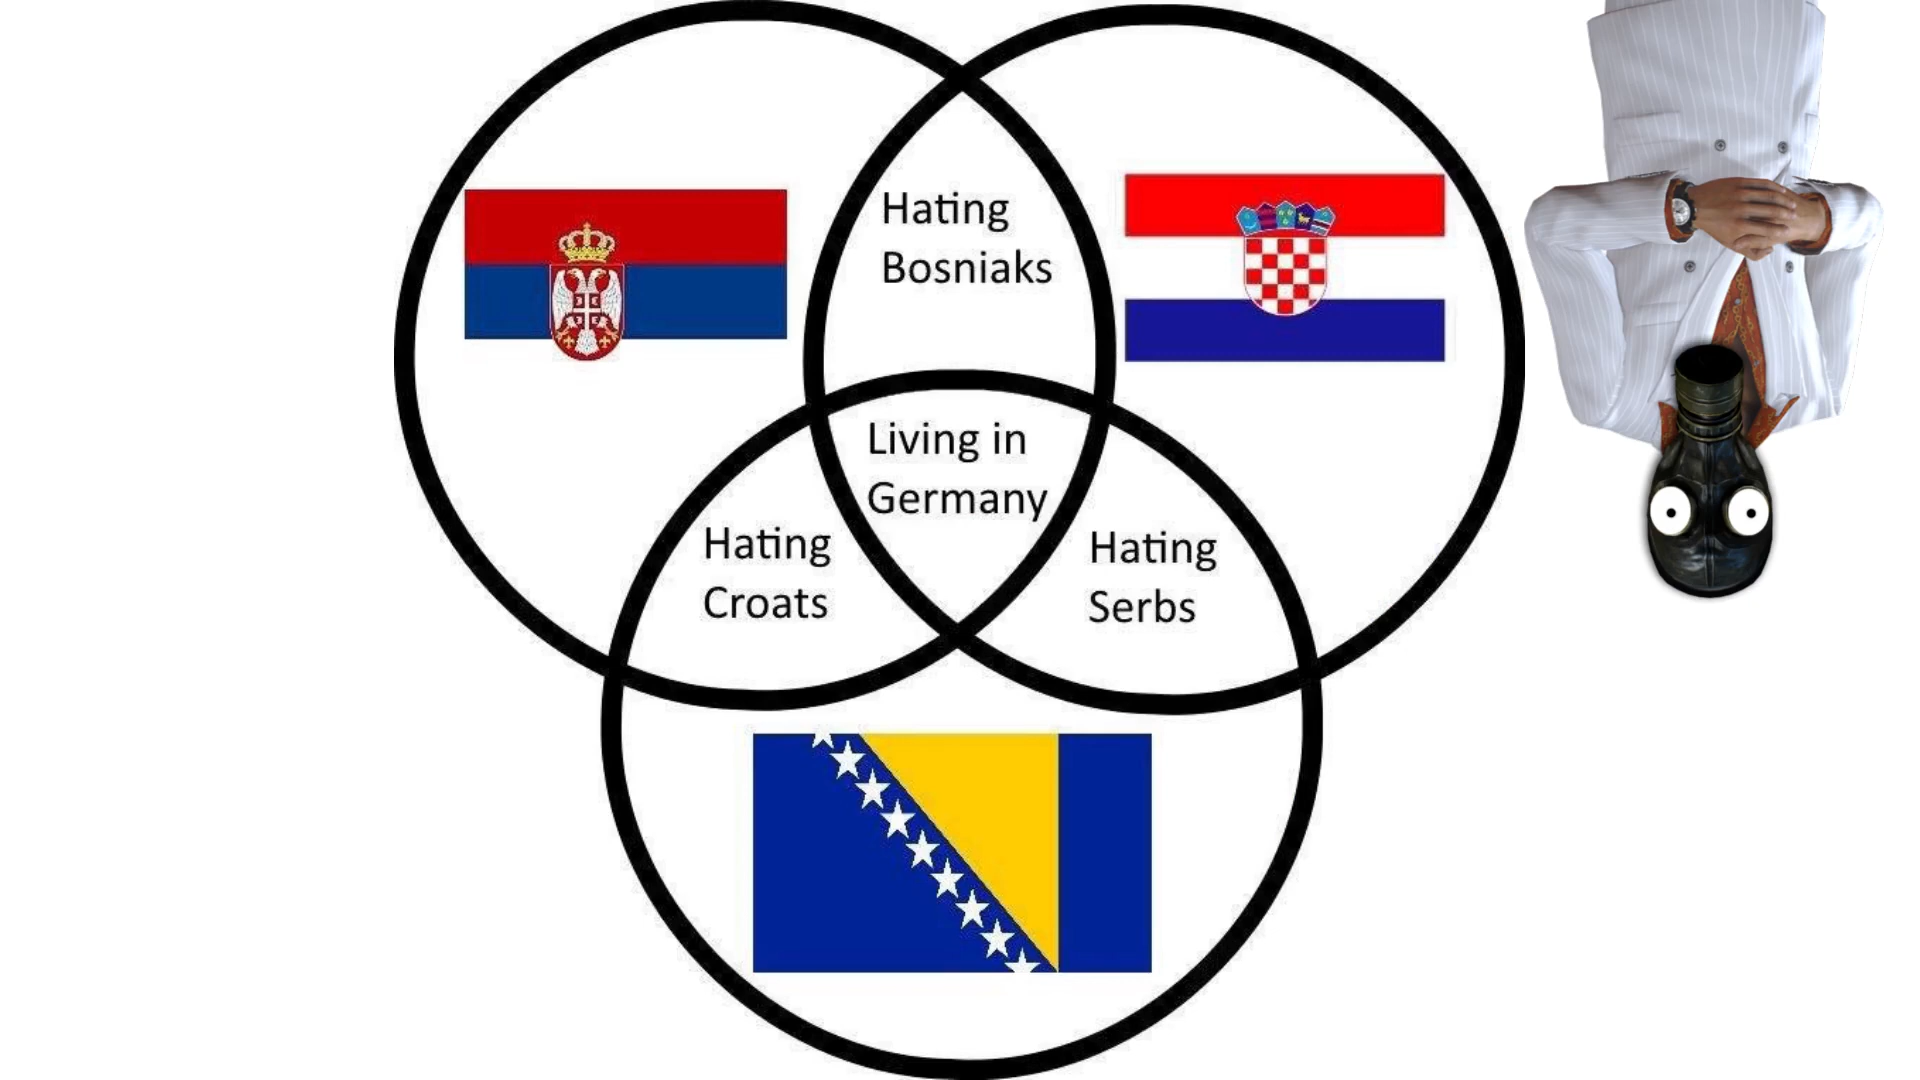 Hating
Bosniaks
Living in
Germany
Hating
Croats
Hating
Serbs